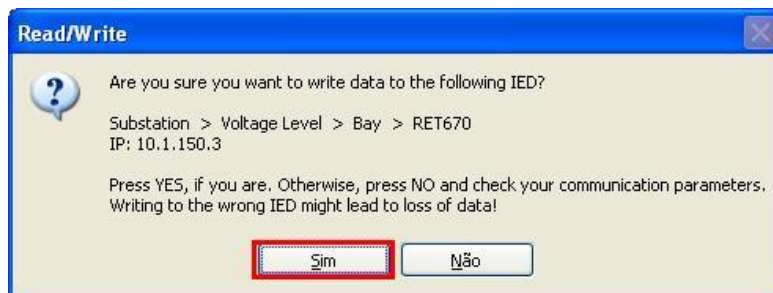 Read/Write
Are you sure you want to write data to the following IED?
Substation > Voltage Level > Bay > RET670
IP: 10.1.150.3
Press YES, if you are. Otherwise, press NO and check your communication parameters.
Writing to the wrong IED might lead to loss of data!
Sim
Não